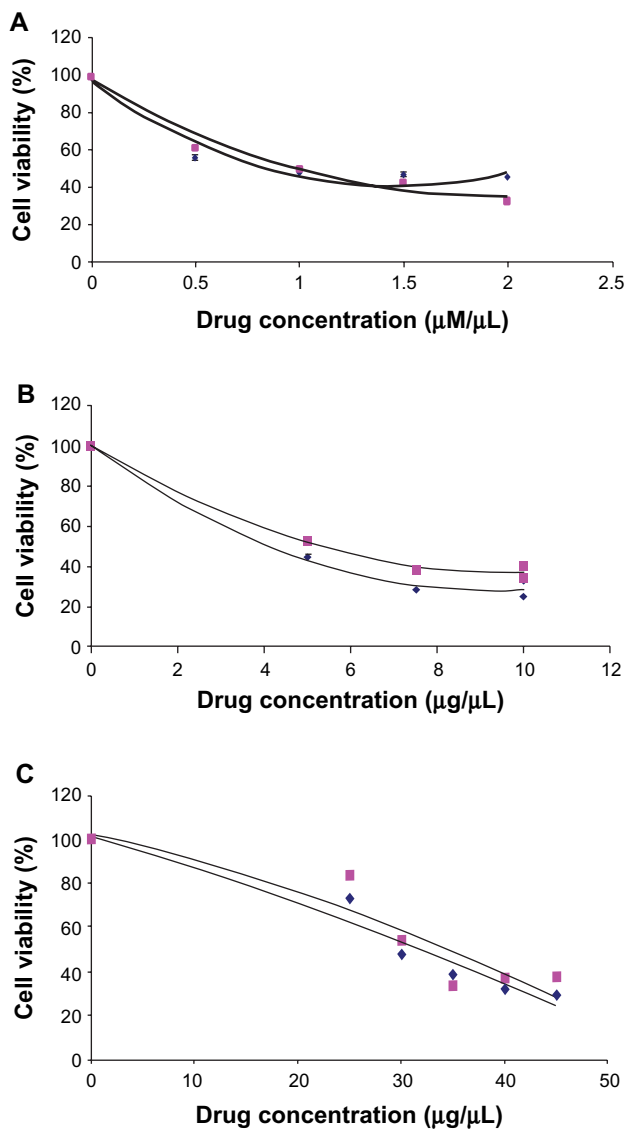 A
120
100
80
60
40
20
0
0 0.5 1 1.5 2 2.5
Cell viability (%)
Drug concentration (μM/μL)
B
120
100
80
60
40
20
0
0 2 4 6 8 10 12
Cell viability (%)
Drug concentration (μg/μL)
C
120
100
80
60
40
20
0
0 10 20 30 40 50
Cell viability (%)
Drug concentration (μg/μL)